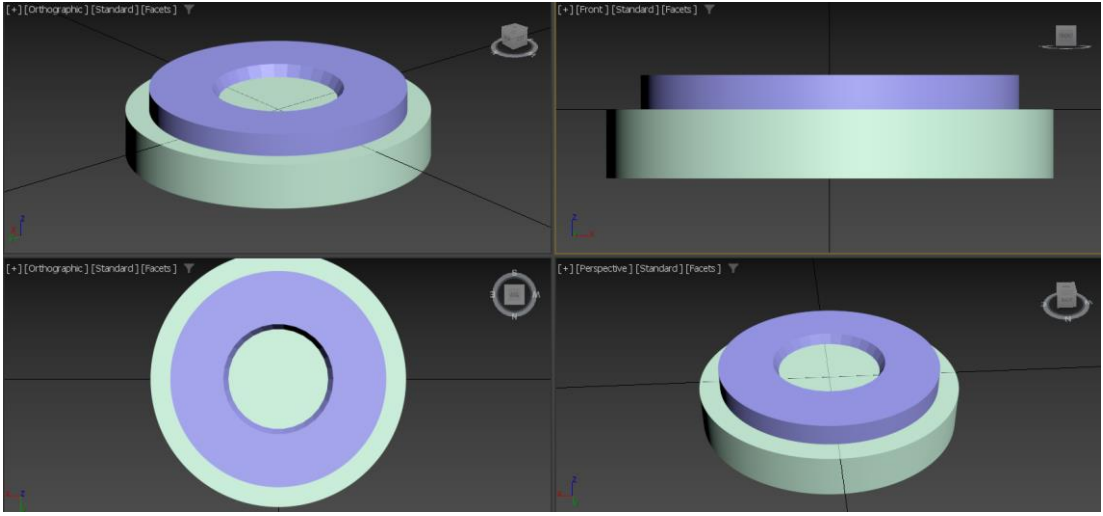 [+] [Orthographic] [Standard] [Facets]
[+] [Front] [Standard] [Facets]
[+] [Orthographic] [Standard] [Facets]
[+] [Perspective] [Standard] [Facets]
S
E
W
N
N
z
z
x
z
x
z